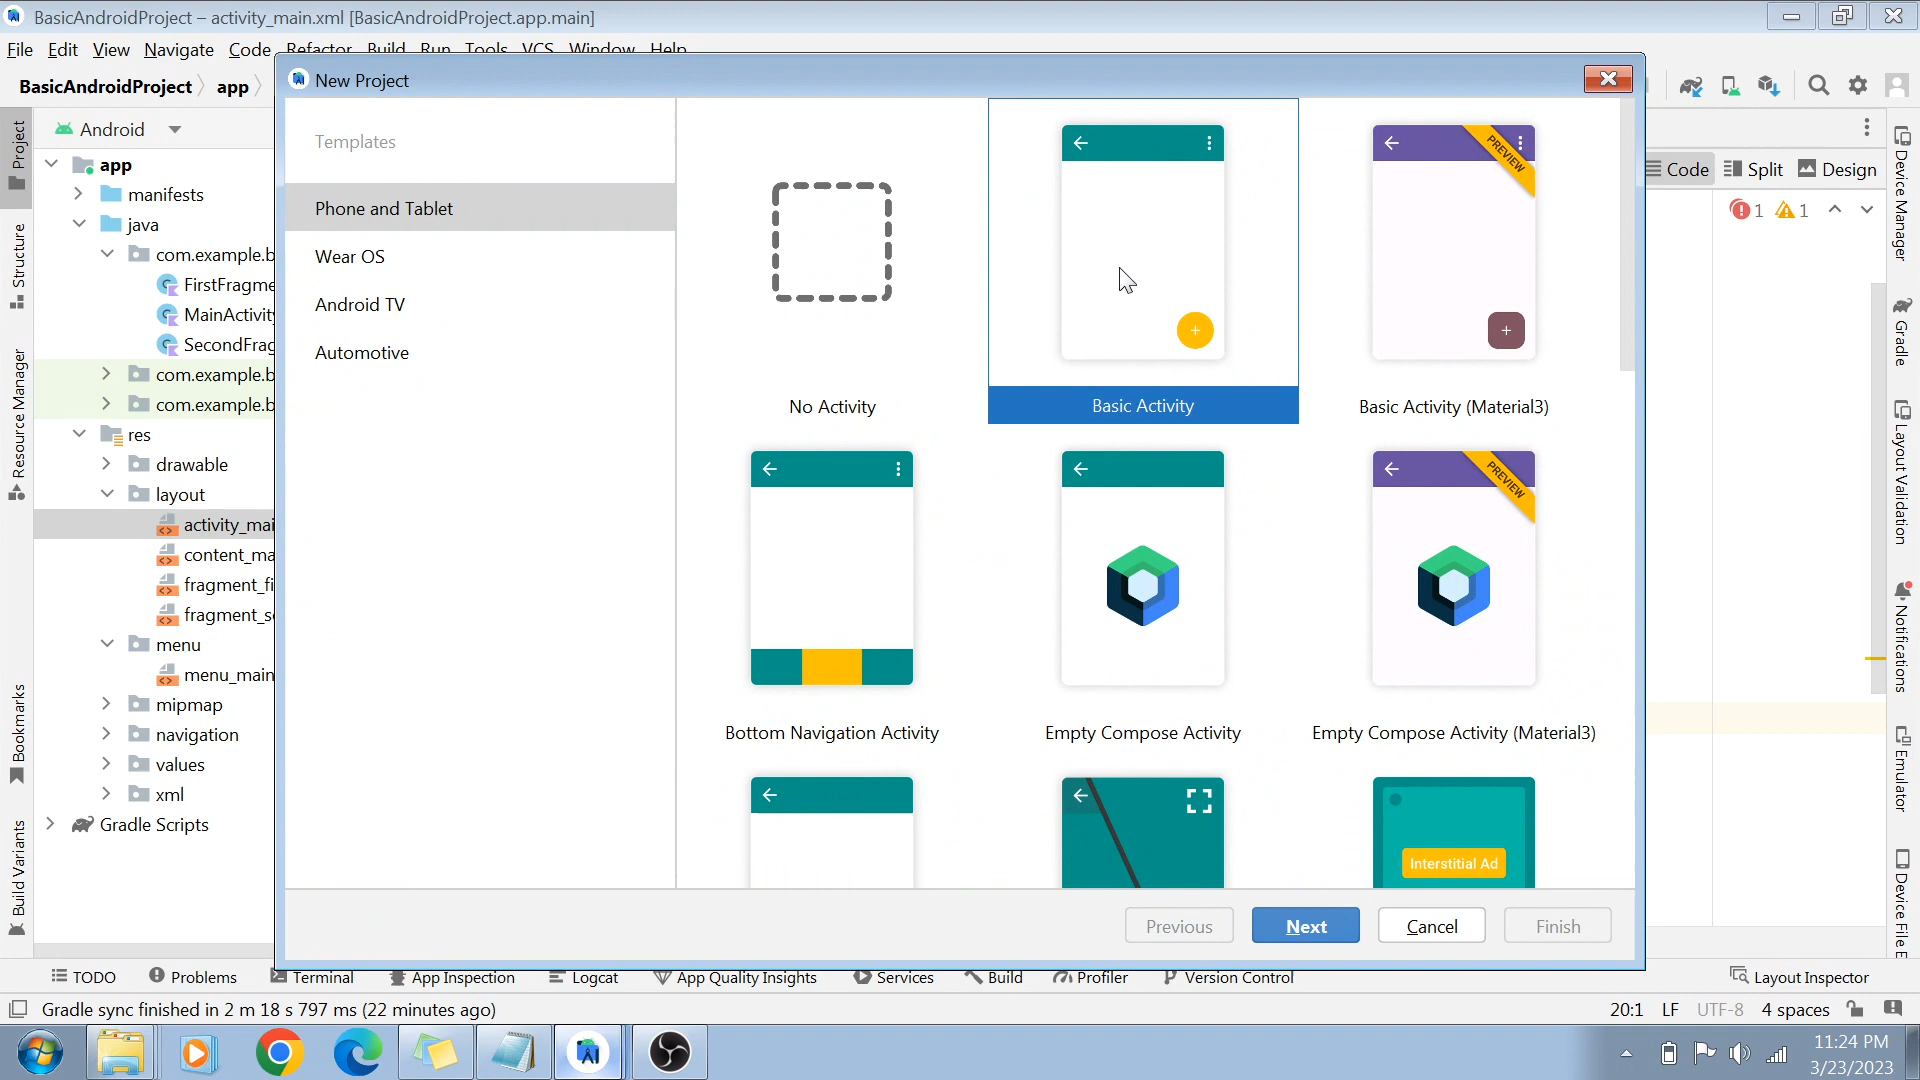 BasicAndroidProject – activity_main.xml [BasicAndroidProject.app.main]
File Edit View Navigate Code Refactor Build Run Tools VCS Window Help
BasicAndroidProject app
New Project
Android
Code Split Design
1 1
Project
Structure
Resource Manager
Bookmarks
Build Variants
app
manifests
java
com.example.b
FirstFragme
MainActivity
SecondFrag
com.example.b
com.example.b
res
drawable
layout
activity_mai
content_ma
fragment_fi
fragment_se
menu
menu_main
mipmap
navigation
values
xml
Gradle Scripts
Templates
Phone and Tablet
Wear OS
Android TV
Automotive
PREVIEW
No Activity
Basic Activity
Basic Activity (Material3)
PREVIEW
Bottom Navigation Activity
Empty Compose Activity
Empty Compose Activity (Material3)
Interstitial Ad
Previous Next Cancel Finish
Device Manager
Gradle
Layout Validation
Notifications
Emulator
Device File E
TODO Problems Terminal App Inspection Logcat App Quality Insights Services Build Profiler Version Control Layout Inspector
Gradle sync finished in 2 m 18 s 797 ms (22 minutes ago) 20:1 LF UTF-8 4 spaces
11:24 PM
3/23/2023